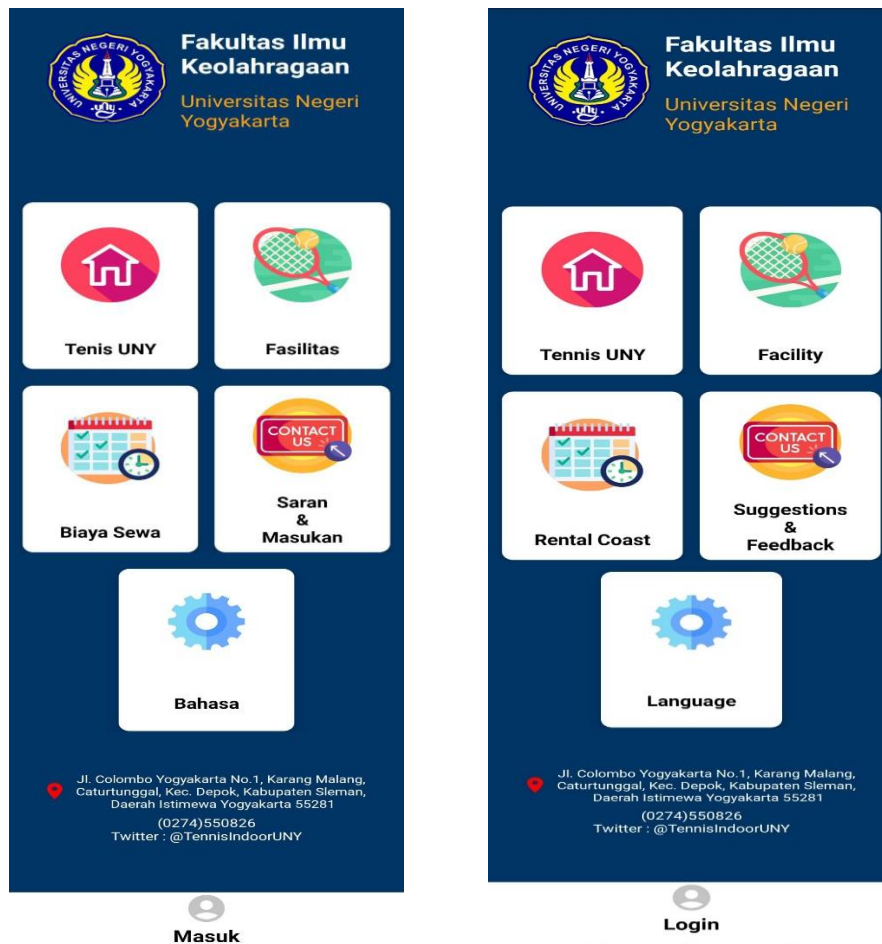 UNIVERSITAS NEGERI YOGYAKARTA
Fakultas Ilmu
Keolahragaan
Universitas Negeri
Yogyakarta
Tenis UNY
Fasilitas
CONTACT
US
Biaya Sewa
Saran
&
Masukan
Bahasa
Jl. Colombo Yogyakarta No.1, Karang Malang,
Caturtunggal, Kec. Depok, Kabupaten Sleman,
Daerah Istimewa Yogyakarta 55281
(0274)550826
Twitter : @TennisIndoorUNY
Masuk
UNIVERSITAS NEGERI YOGYAKARTA
Fakultas Ilmu
Keolahragaan
Universitas Negeri
Yogyakarta
Tennis UNY
Facility
CONTACT
US
Rental Coast
Suggestions
&
Feedback
Language
Jl. Colombo Yogyakarta No.1, Karang Malang,
Caturtunggal, Kec. Depok, Kabupaten Sleman,
Daerah Istimewa Yogyakarta 55281
(0274)550826
Twitter : @TennisIndoorUNY
Login